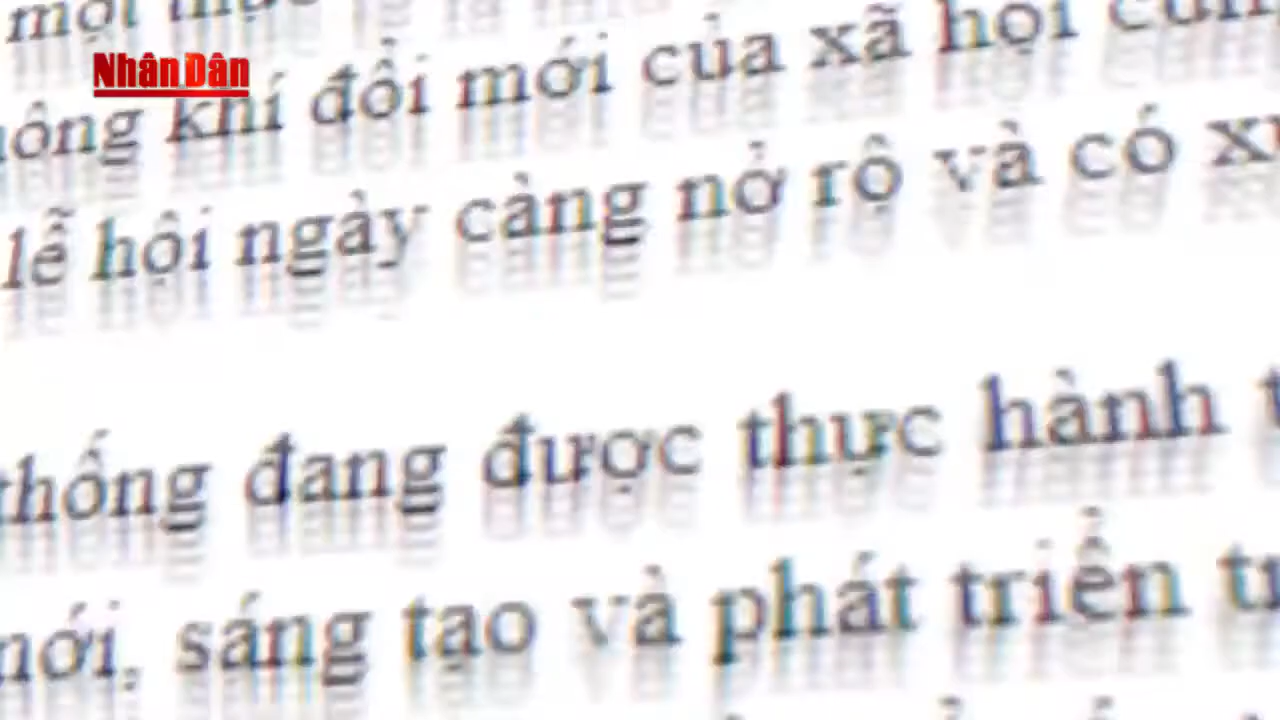 Nhân Dân
một
khí đổi mới của xã hội
lễ hội ngày càng nở rộ và có
thống đang được thực hành
sáng tạo và phát triển